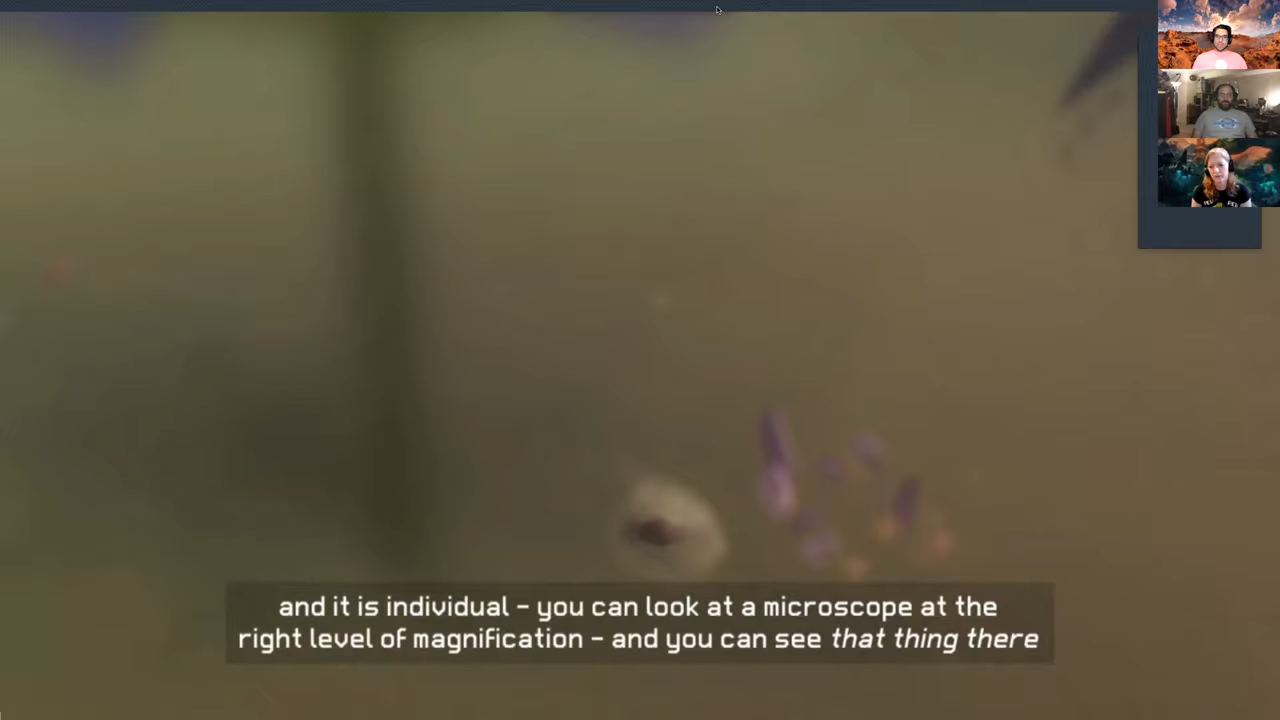 and it is individual - you can look at a microscope at the
right level of magnification - and you can see that thing there